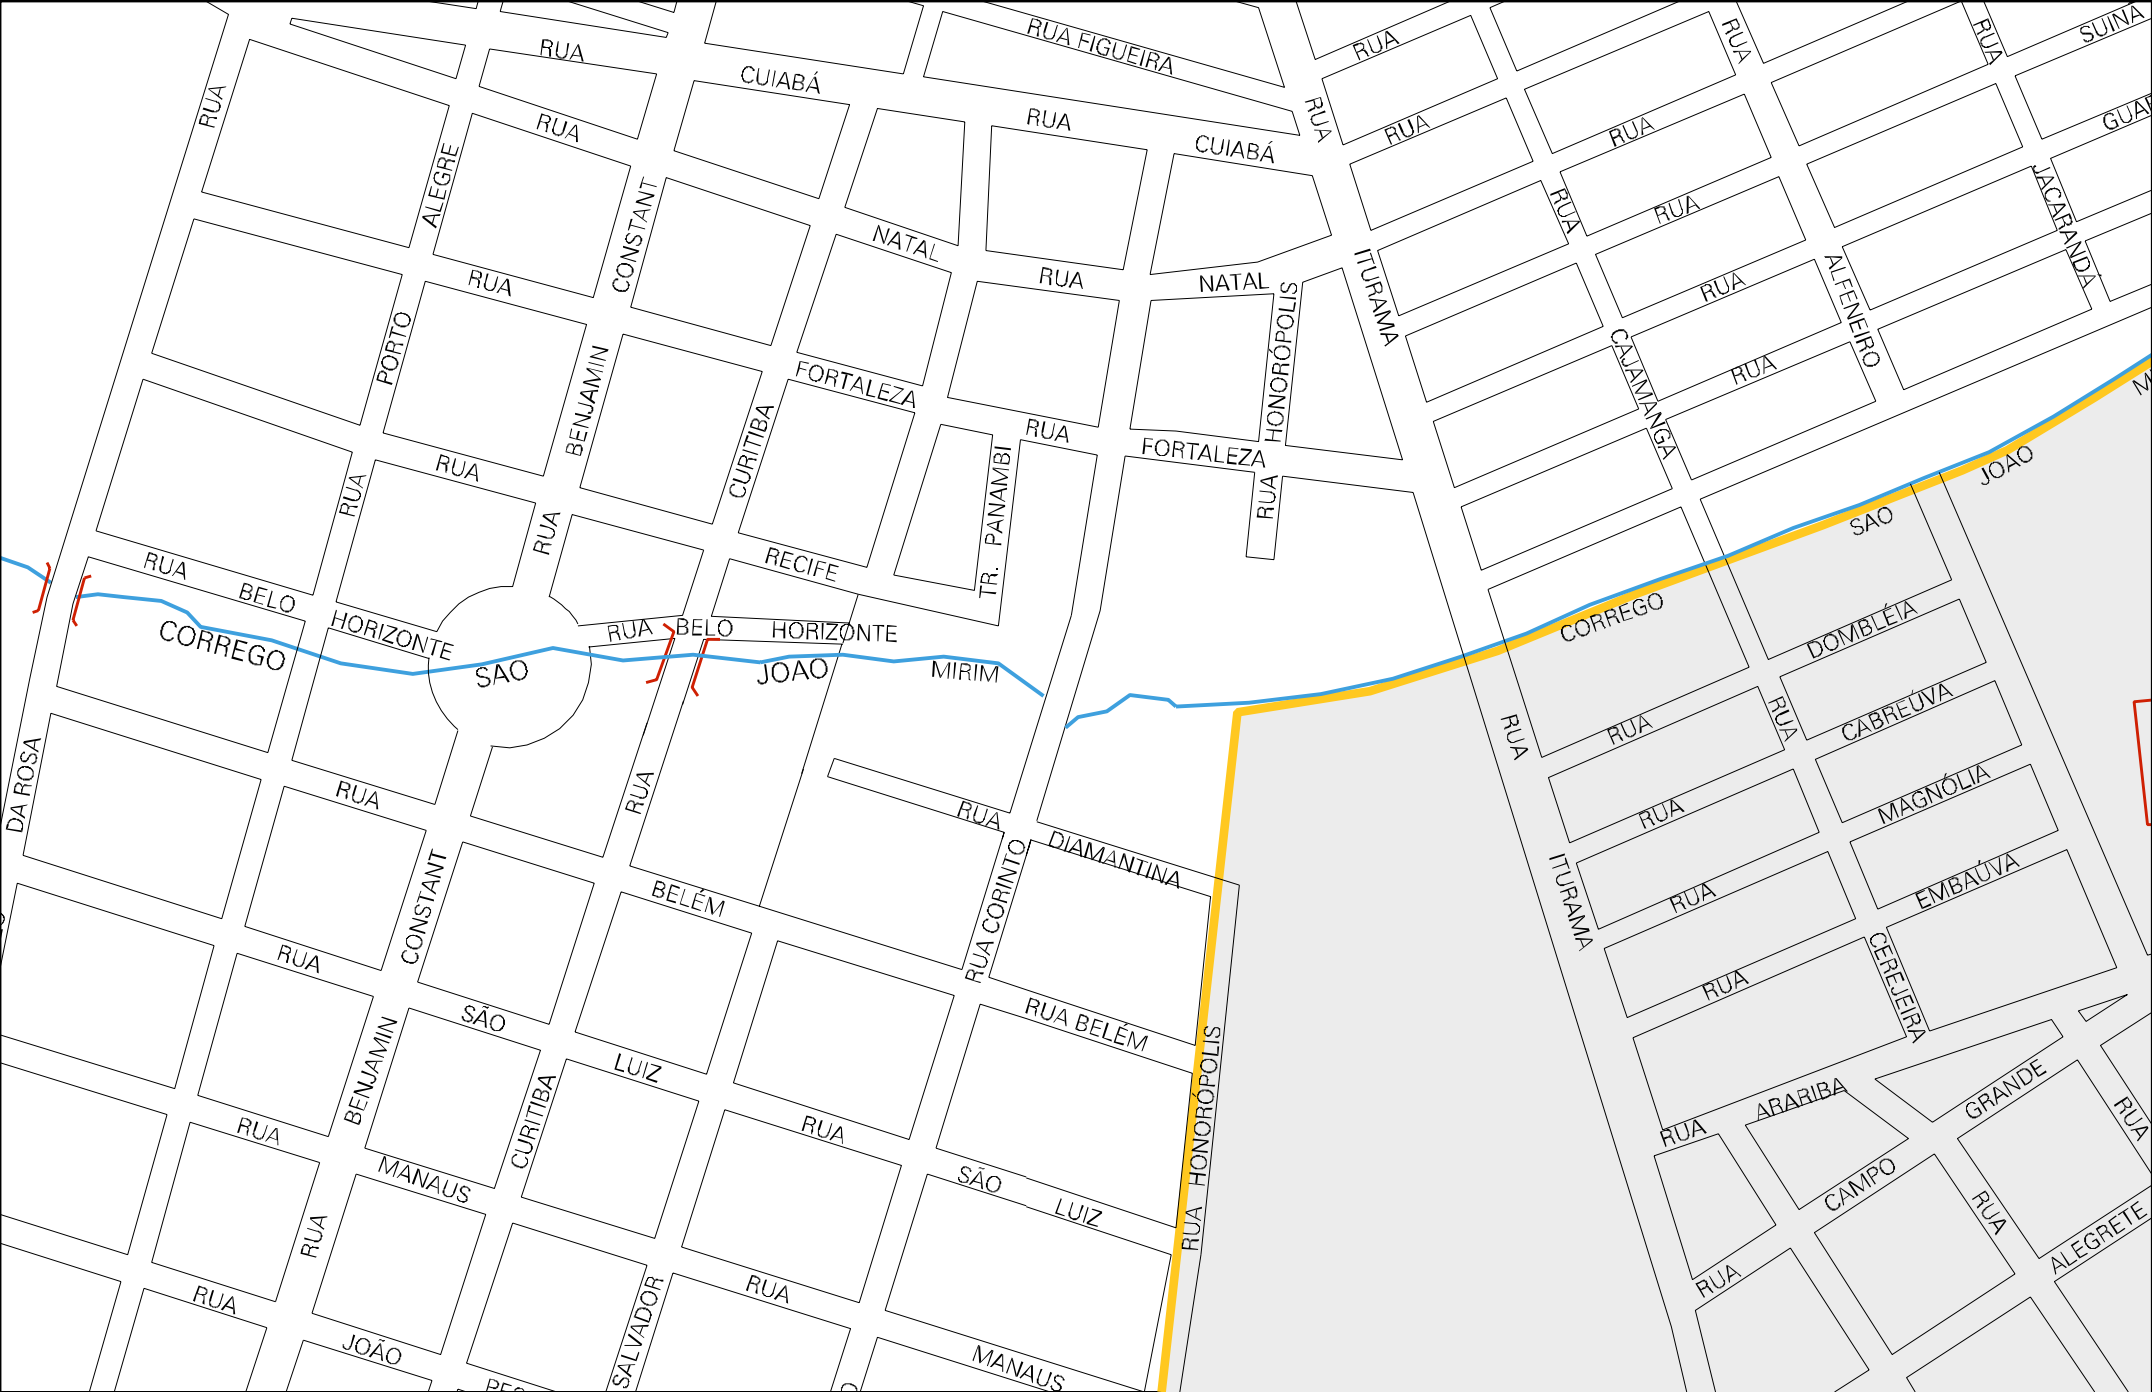 RUA
CUIABÁ
RUA FIGUEIRA
RUA
RUA
RUA
SUINÁ
RUA
RUA
RUA
CUIABÁ
RUA
RUA
RUA
ALEGRE
CONSTANT
NATAL
RUA
NATAL
RUA
RUA
JACARANDÁ
RUA
ITURAMA
RUA
ALFENEIRO
PORTO
BENJAMIN
FORTALEZA
HONORÓPOLIS
CAJAMANGA
RUA
RUA
RUA
CURITIBA
RUA
FORTALEZA
TR. PANAMBI
RUA
RUA
RUA
RECIFE
RUA
BELO
HORIZONTE
RUA
BELO
HORIZONTE
CORREGO
SAO
JOAO
MIRIM
CORREGO
SAO
JOAO
DA ROSA
RUA
RUA
RUA
DIAMANTINA
RUA CORINTO
BELÉM
CONSTANT
RUA
RUA BELÉM
SÃO
LUIZ
RUA
BENJAMIN
CURITIBA
RUA
MANAUS
SÃO
LUIZ
RUA HONORÓPOLIS
RUA
RUA
RUA
SALVADOR
JOÃO
MANAUS
DOMBLÉIA
RUA
RUA
RUA
CABREÚVA
RUA
MAGNÓLIA
ITURAMA
RUA
EMBAÚVA
RUA
CEREJEIRA
RUA
ARARIBA
GRANDE
RUA
CAMPO
RUA
RUA
ALEGRETE